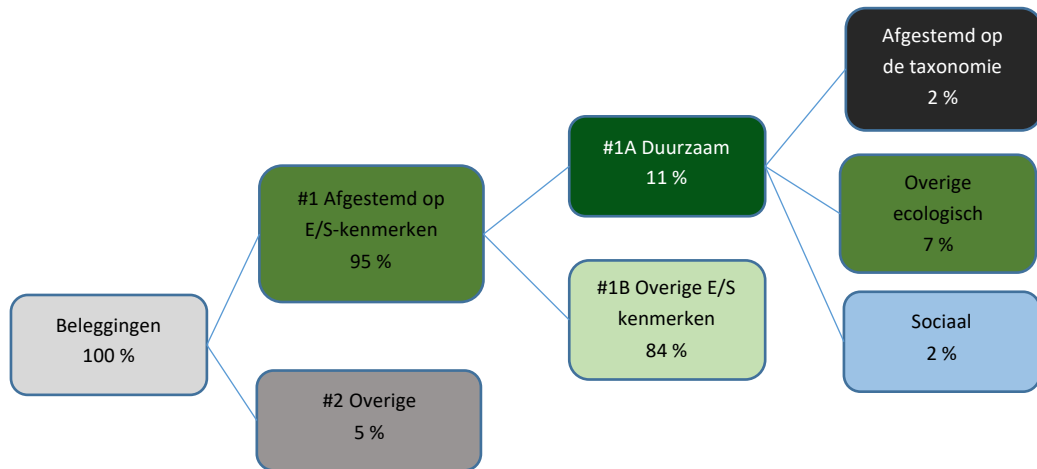 Beleggingen
100 %
#1 Afgestemd op
E/S-kenmerken
95 %
#2 Overige
5 %
#1A Duurzaam
11 %
#1B Overige E/S
kenmerken
84 %
Afgestemd op
de taxonomie
2 %
Overige
ecologisch
7 %
Sociaal
2 %